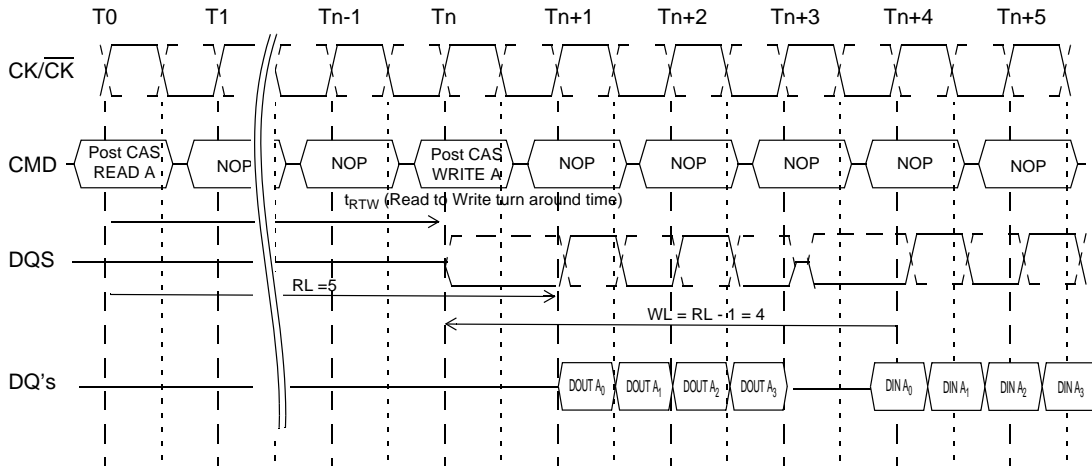 T0 T1 Tn-1 Tn Tn+1 Tn+2 Tn+3 Tn+4 Tn+5
CK/CK
CMD
Post CAS READ A
NOP
NOP
Post CAS WRITE A
NOP
NOP
NOP
NOP
NOP
tRTW (Read to Write turn around time)
DQS
RL =5
WL = RL - 1 = 4
DQ's
DOUT A0 DOUT A1 DOUT A2 DOUT A3 DIN A0 DIN A1 DIN A2 DIN A3